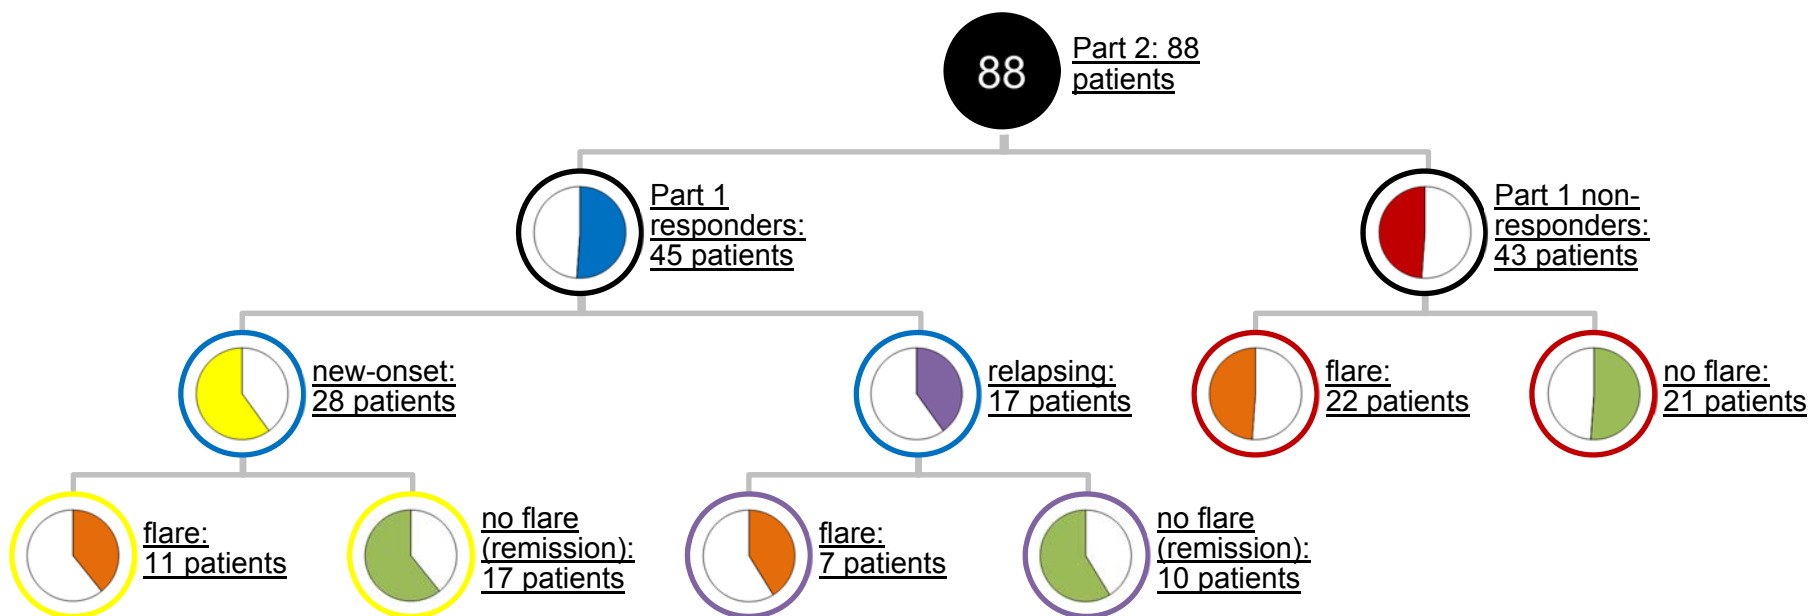 88
Part 2: 88
patients
Part 1
responders:
45 patients
Part 1 non-
responders:
43 patients
new-onset:
28 patients
relapsing:
17 patients
flare:
22 patients
no flare:
21 patients
flare:
11 patients
no flare
(remission):
17 patients
flare:
7 patients
no flare
(remission):
10 patients